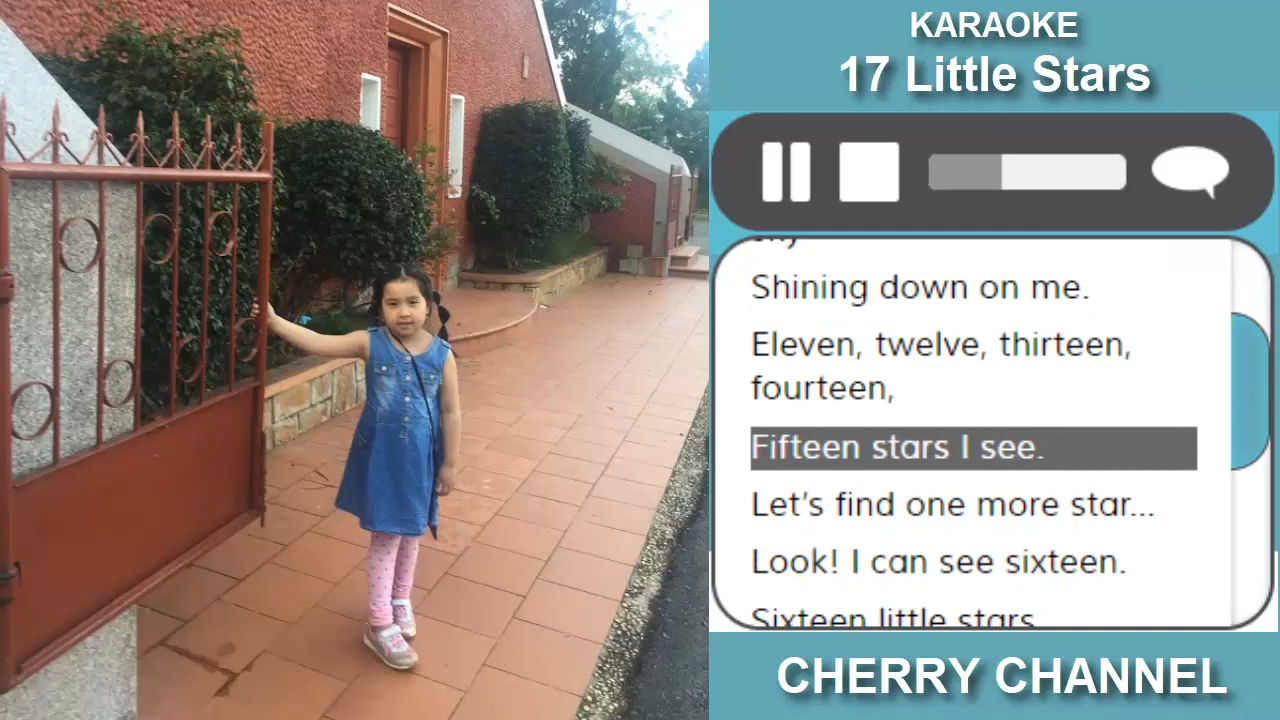 KARAOKE
17 Little Stars
Shining down on me.
Eleven, twelve, thirteen,
fourteen,
Fifteen stars I see.
Let's find one more star...
Look! I can see sixteen.
Sixteen little stars
CHERRY CHANNEL